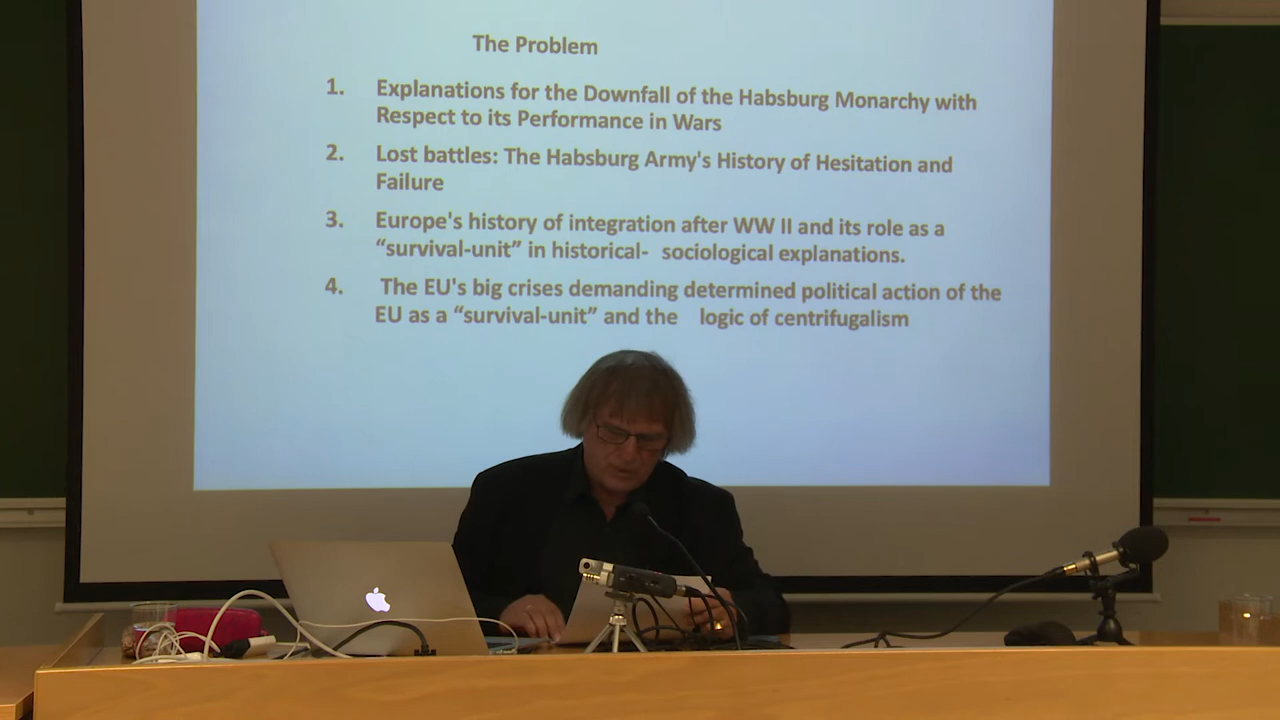 The Problem
1. Explanations for the Downfall of the Habsburg Monarchy with
Respect to its Performance in Wars
2. Lost battles: The Habsburg Army's History of Hesitation and
Failure
3. Europe's history of integration after WW II and its role as a
“survival-unit” in historical- sociological explanations.
4. The EU's big crises demanding determined political action of the
EU as a “survival-unit” and the logic of centrifugalism